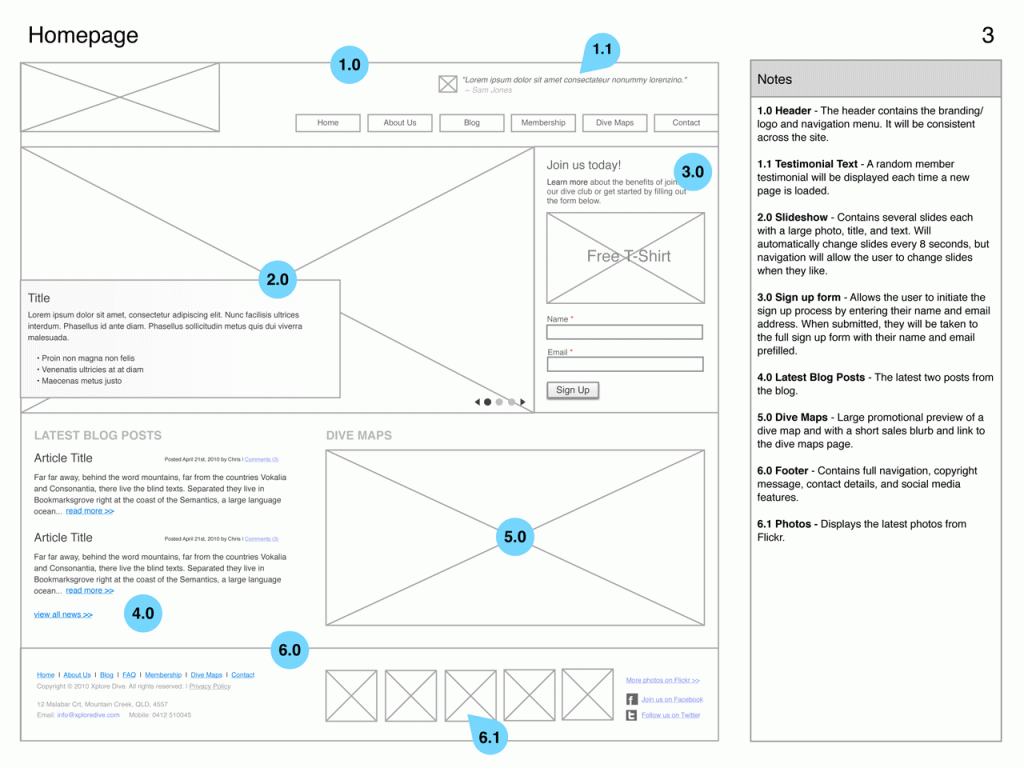 Homepage
3
1.0
1.1
"Lorem ipsum dolor sit amet consectateur nonummy lorenzino."
– Sam Jones
Home
About Us
Blog
Membership
Dive Maps
Contact
Join us today!
3.0
Learn more about the benefits of join
our dive club or get started by filling out
the form below.
Free T-Shirt
Name *
Email *
Sign Up
2.0
Title
Lorem ipsum dolor sit amet, consectetur adipiscing elit. Nunc facilisis ultrices
interdum. Phasellus id ante diam. Phasellus sollicitudin metus quis dui viverra
malesuada.
• Proin non magna non felis
• Venenatis ultricies at at diam
• Maecenas metus justo
LATEST BLOG POSTS
Article Title
Posted April 21st, 2010 by Chris | Comments (3)
Far far away, behind the word mountains, far from the countries Vokalia
and Consonantia, there live the blind texts. Separated they live in
Bookmarksgrove right at the coast of the Semantics, a large language
ocean... read more >>
Article Title
Posted April 21st, 2010 by Chris | Comments (3)
Far far away, behind the word mountains, far from the countries Vokalia
and Consonantia, there live the blind texts. Separated they live in
Bookmarksgrove right at the coast of the Semantics, a large language
ocean... read more >>
view all news >>
4.0
DIVE MAPS
5.0
6.0
Home | About Us | Blog | FAQ | Membership | Dive Maps | Contact
Copyright © 2010 Xplore Dive. All rights reserved. | Privacy Policy
12 Malabar Crt, Mountain Creek, QLD, 4557
Email: info@xploredive.com Mobile: 0412 510045
6.1
More photos on Flickr >>
Join us on Facebook
Follow us on Twitter
Notes
1.0 Header - The header contains the branding/
logo and navigation menu. It will be consistent
across the site.
1.1 Testimonial Text - A random member
testimonial will be displayed each time a new
page is loaded.
2.0 Slideshow - Contains several slides each
with a large photo, title, and text. Will
automatically change slides every 8 seconds, but
navigation will allow the user to change slides
when they like.
3.0 Sign up form - Allows the user to initiate the
sign up process by entering their name and email
address. When submitted, they will be taken to
the full sign up form with their name and email
prefilled.
4.0 Latest Blog Posts - The latest two posts from
the blog.
5.0 Dive Maps - Large promotional preview of a
dive map and with a short sales blurb and link to
the dive maps page.
6.0 Footer - Contains full navigation, copyright
message, contact details, and social media
features.
6.1 Photos - Displays the latest photos from
Flickr.